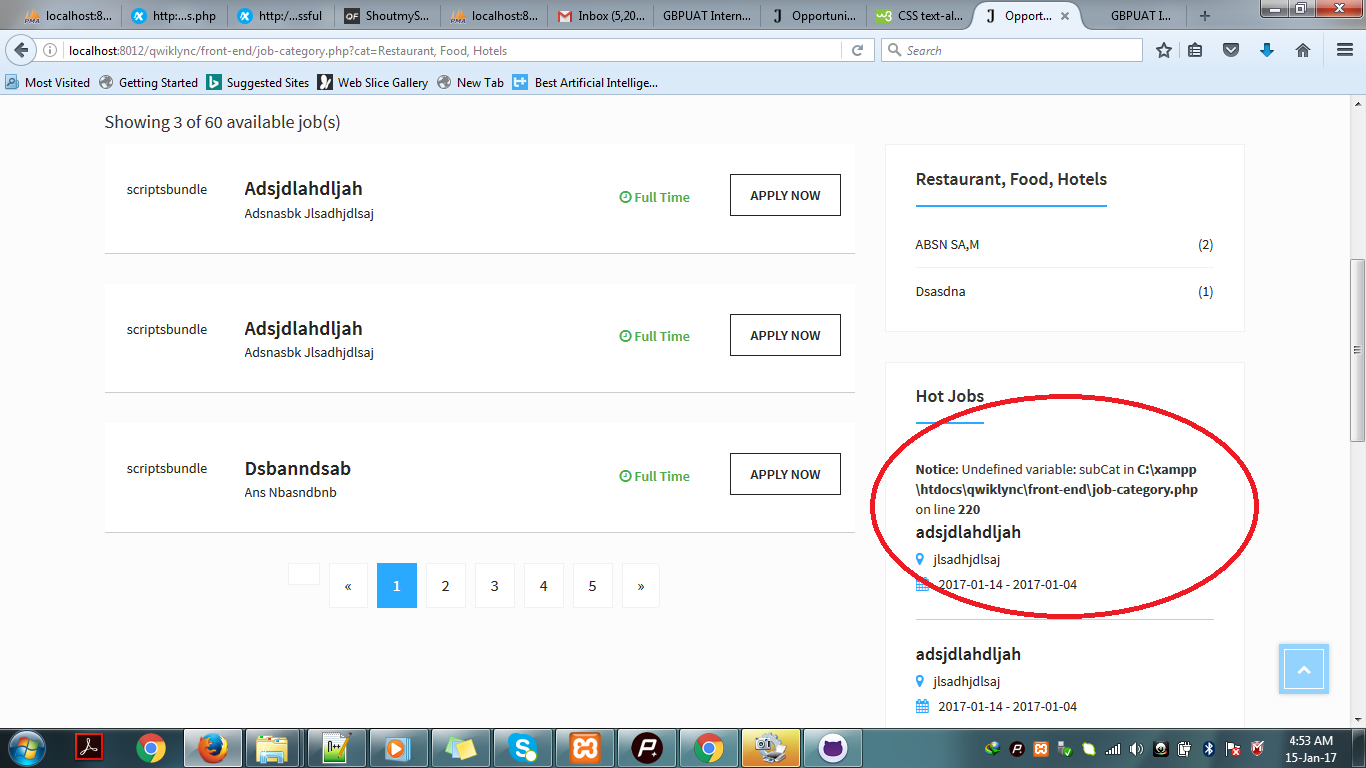 localhost:8...
http:...s.php
http:/...ssful
QF
ShoutmyS...
localhost:8...
Inbox (5,20...
GBPUAT Intern...
Opportuni...
CSS text-al...
Opport...
GBPUAT I...
localhost:8012/qwiklync/front-end/job-category.php?cat=Restaurant, Food, Hotels
Search
Most Visited
Getting Started
Suggested Sites
Web Slice Gallery
New Tab
Best Artificial Intellige...
Showing 3 of 60 available job(s)
scriptsbundle
Adsjdlahdljah
Adsnasbk Jlsadhjdlsaj
Full Time
APPLY NOW
scriptsbundle
Adsjdlahdljah
Adsnasbk Jlsadhjdlsaj
Full Time
APPLY NOW
scriptsbundle
Dsbanndsab
Ans Nbasndbnb
Full Time
APPLY NOW
« 1 2 3 4 5 »
Restaurant, Food, Hotels
ABSN SA,M (2)
Dsasdna (1)
Hot Jobs
Notice: Undefined variable: subCat in C:\xampp
\htdocs\qwiklync\front-end\job-category.php
on line 220
adsjdlahdljah
jlsadhjdlsaj
2017-01-14 - 2017-01-04
adsjdlahdljah
jlsadhjdlsaj
2017-01-14 - 2017-01-04
4:53 AM
15-Jan-17